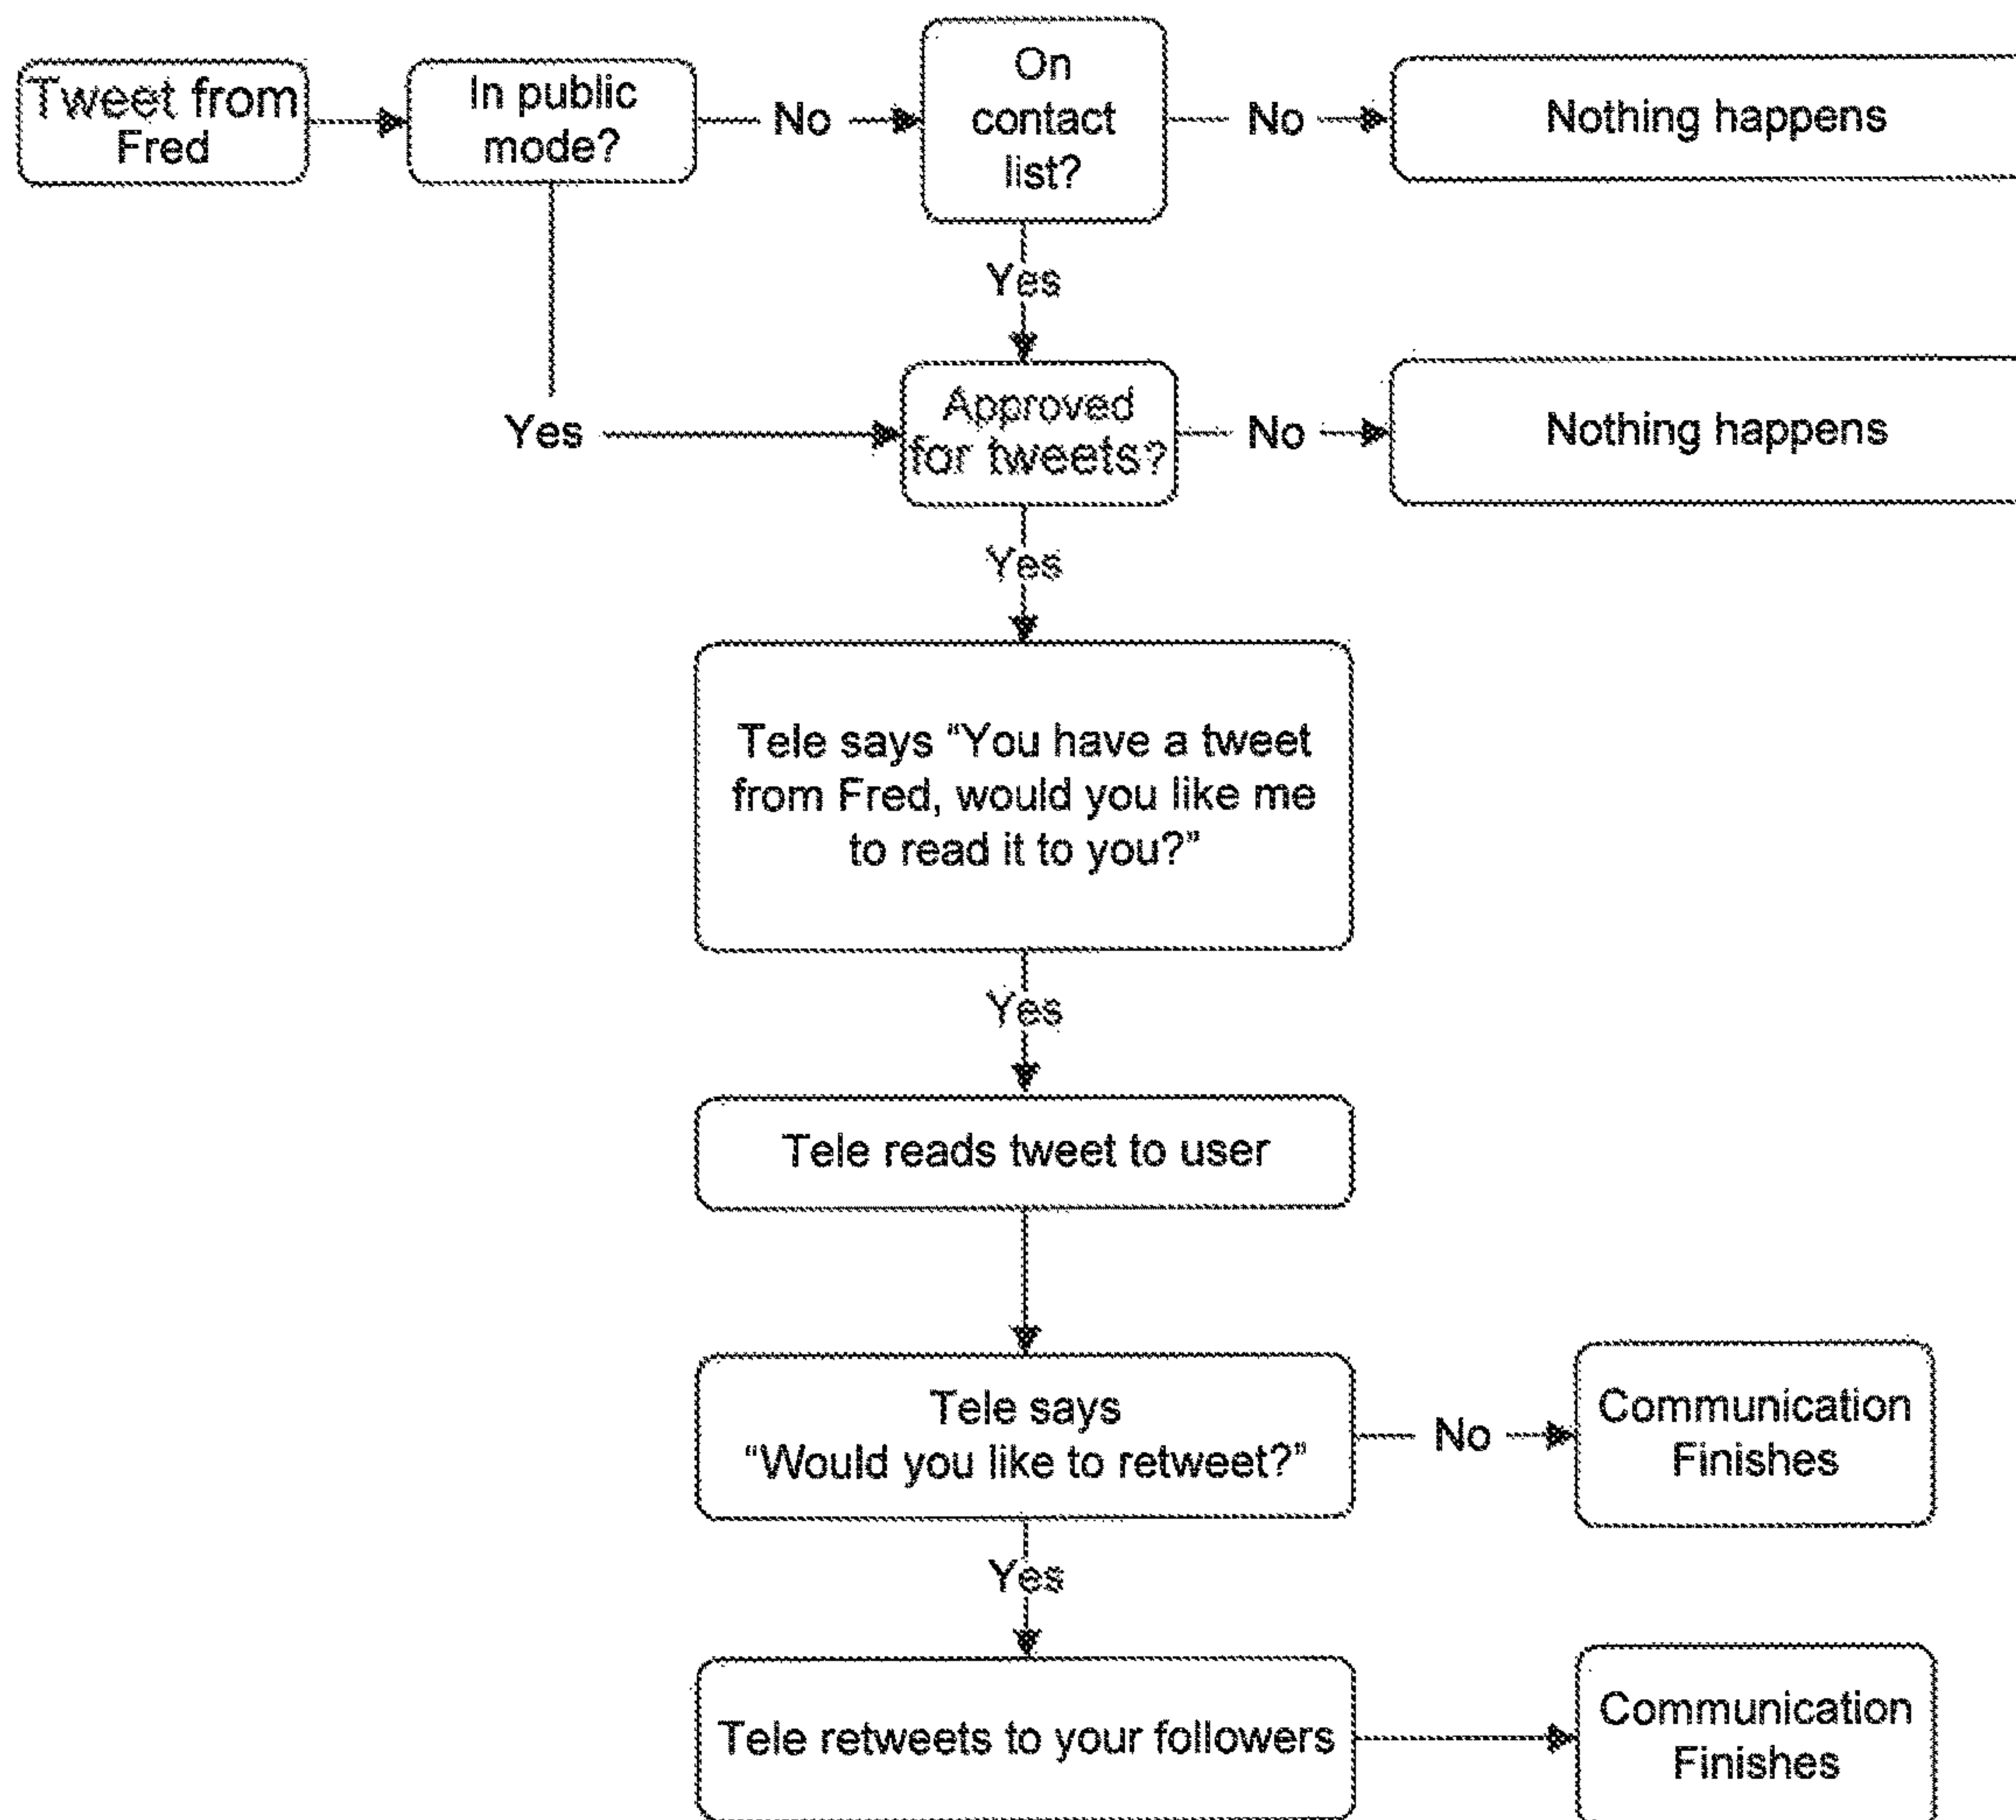 Tweet from
Fred
In public
mode?
No
On
contact
list?
No
Nothing happens
Yes
Yes
Approved
for tweets?
No
Nothing happens
Yes
Tele says “You have a tweet
from Fred, would you like me
to read it to you?”
Yes
Tele reads tweet to user
Tele says
“Would you like to retweet?”
No
Communication
Finishes
Yes
Tele retweets to your followers
Communication
Finishes